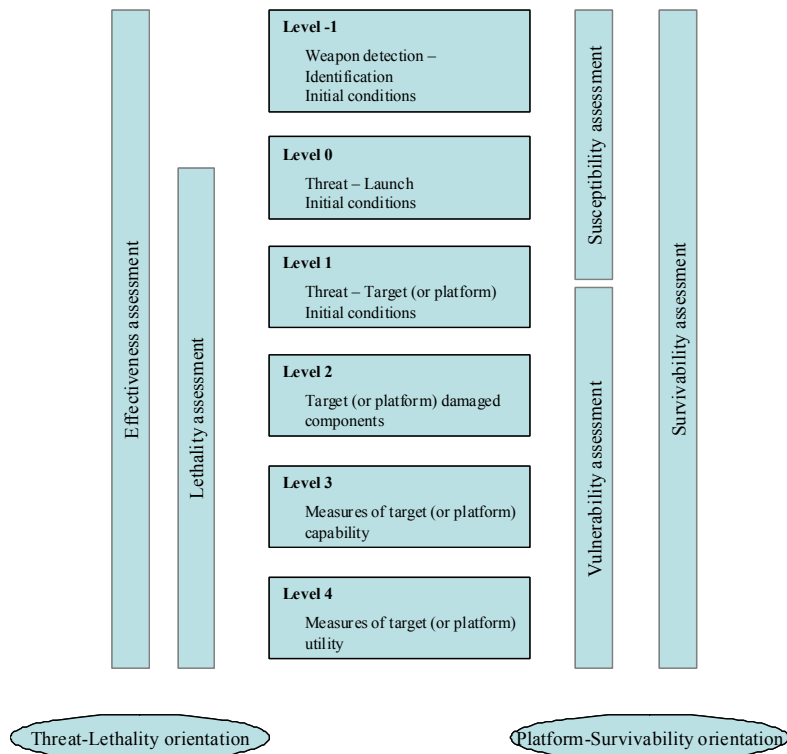 Level -1
Weapon detection –
Identification
Initial conditions
Level 0
Threat – Launch
Initial conditions
Level 1
Threat – Target (or platform)
Initial conditions
Level 2
Target (or platform) damaged
components
Level 3
Measures of target (or platform)
capability
Level 4
Measures of target (or platform)
utility
Effectiveness assessment
Lethality assessment
Susceptibility assessment
Vulnerability assessment
Survivability assessment
Threat-Lethality orientation
Platform-Survivability orientation